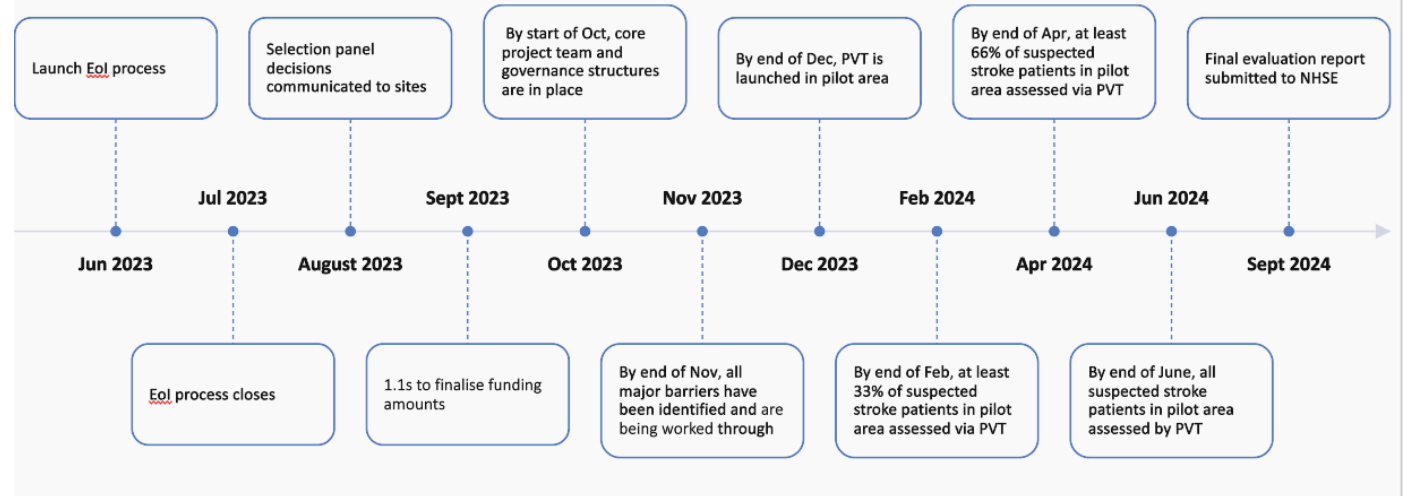 Launch EoI process
Selection panel
decisions
communicated to sites
By start of Oct, core
project team and
governance structures
are in place
By end of Dec, PVT is
launched in pilot area
By end of Apr, at least
66% of suspected
stroke patients in pilot
area assessed via PVT
Final evaluation report
submitted to NHSE
Jul 2023
Sept 2023
Nov 2023
Feb 2024
Jun 2024
Jun 2023
August 2023
Oct 2023
Dec 2023
Apr 2024
Sept 2024
EoI process closes
1.1s to finalise funding
amounts
By end of Nov, all
major barriers have
been identified and are
being worked through
By end of Feb, at least
33% of suspected
stroke patients in pilot
area assessed via PVT
By end of June, all
suspected stroke
patients in pilot area
assessed by PVT